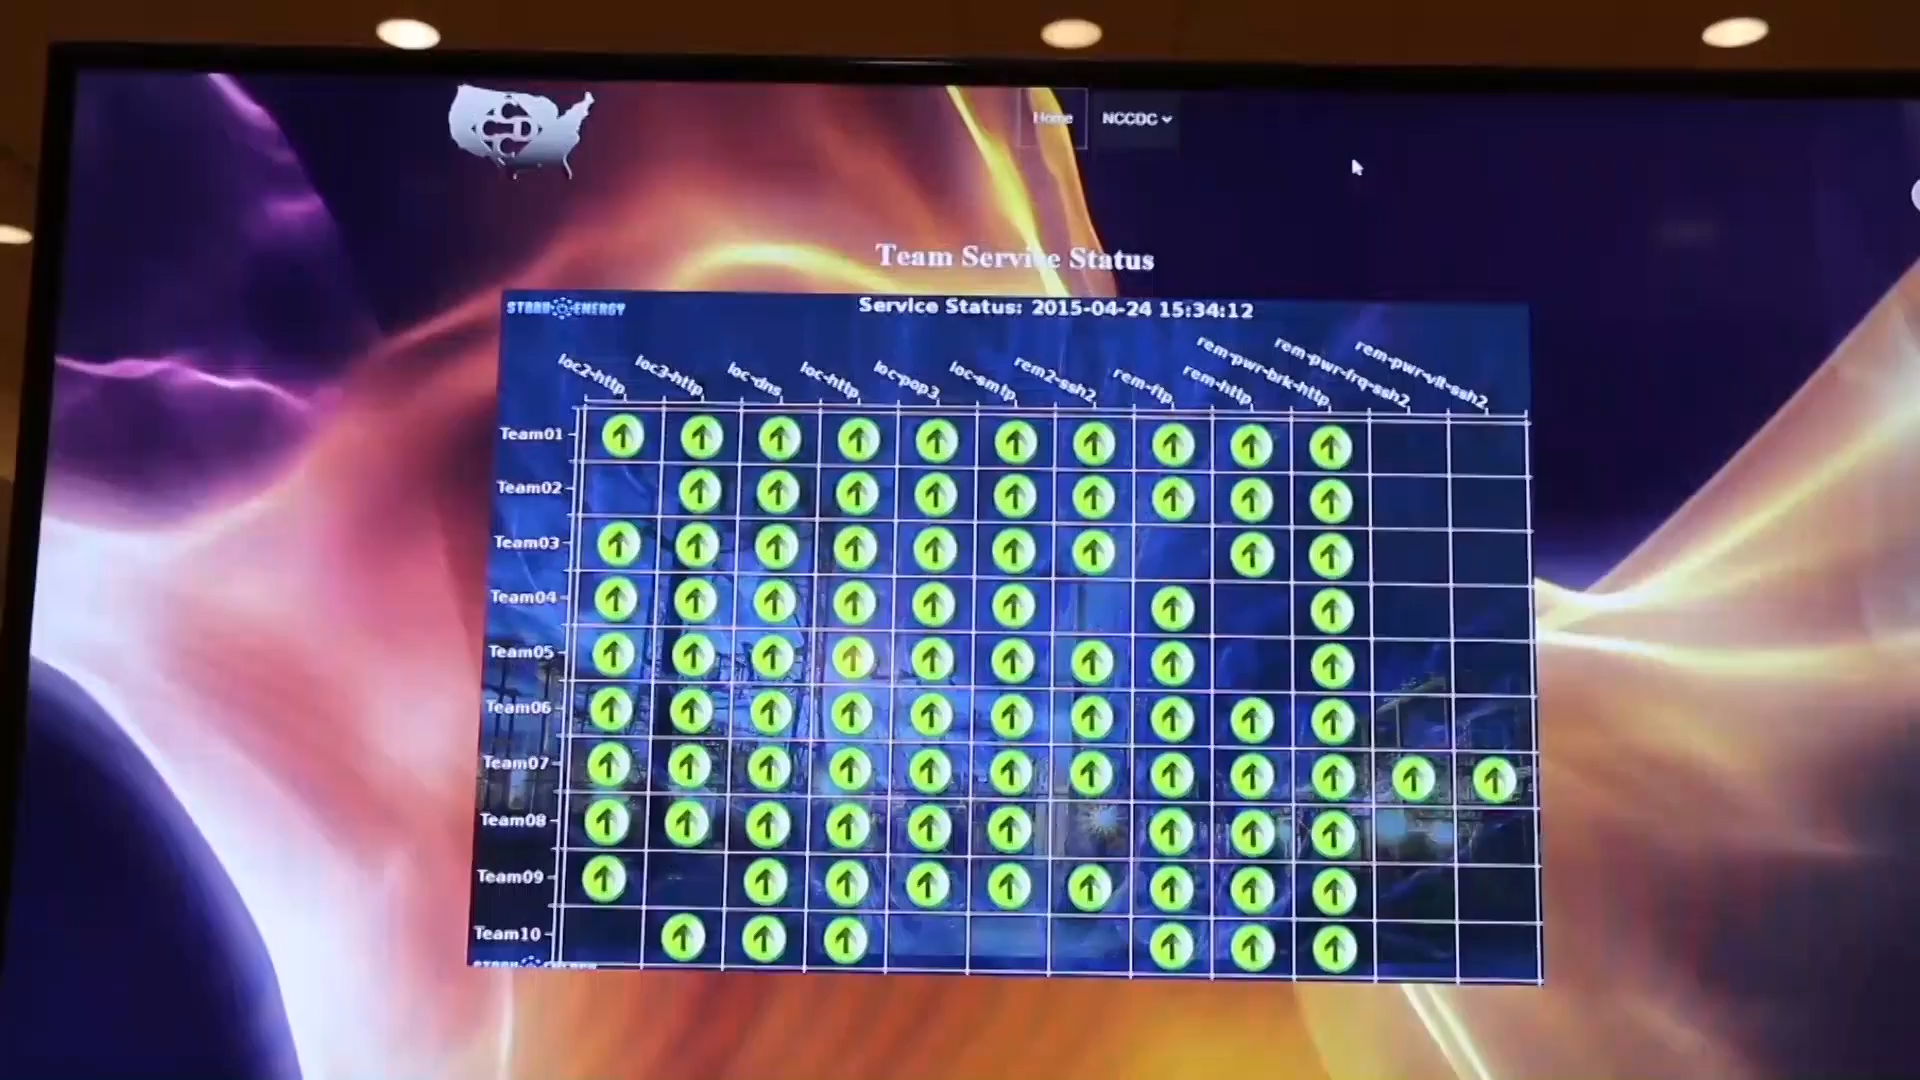 CCDC
Home NCCDC
Team Service Status
STARK ENERGY
Service Status: 2015-04-24 15:34:12
loc2-http loc3-http loc-dns loc-http loc-pop3 loc-smtp rem2-ssh2 rem-ftp rem-http rem-pwr-brk-http rem-pwr-frq-ssh2 rem-pwr-vlt-ssh2
Team01
Team02
Team03
Team04
Team05
Team06
Team07
Team08
Team09
Team10